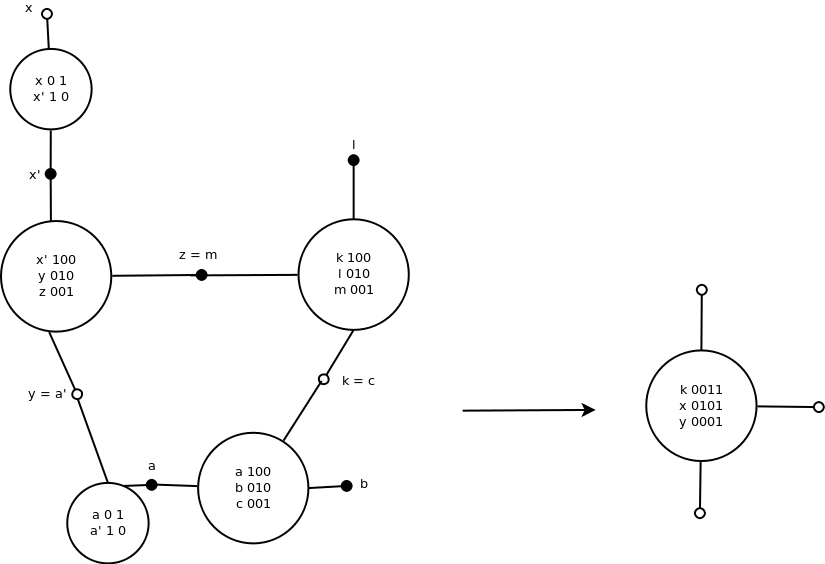 x
x 0 1
x' 1 0
x'
l
x' 100
y 010
z 001
z = m
k 100
l 010
m 001
y = a'
k = c
a
a 0 1
a' 1 0
a 100
b 010
c 001
b
k 0011
x 0101
y 0001